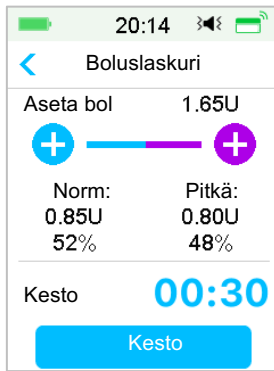 20:14
Boluslaskuri
Aseta bol 1.65U
Norm: Pitkä:
0.85U 0.80U
52% 48%
Kesto 00:30
Kesto